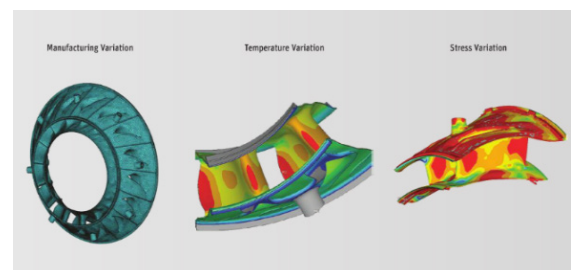 Manufacturing Variation
Temperature Variation
Stress Variation